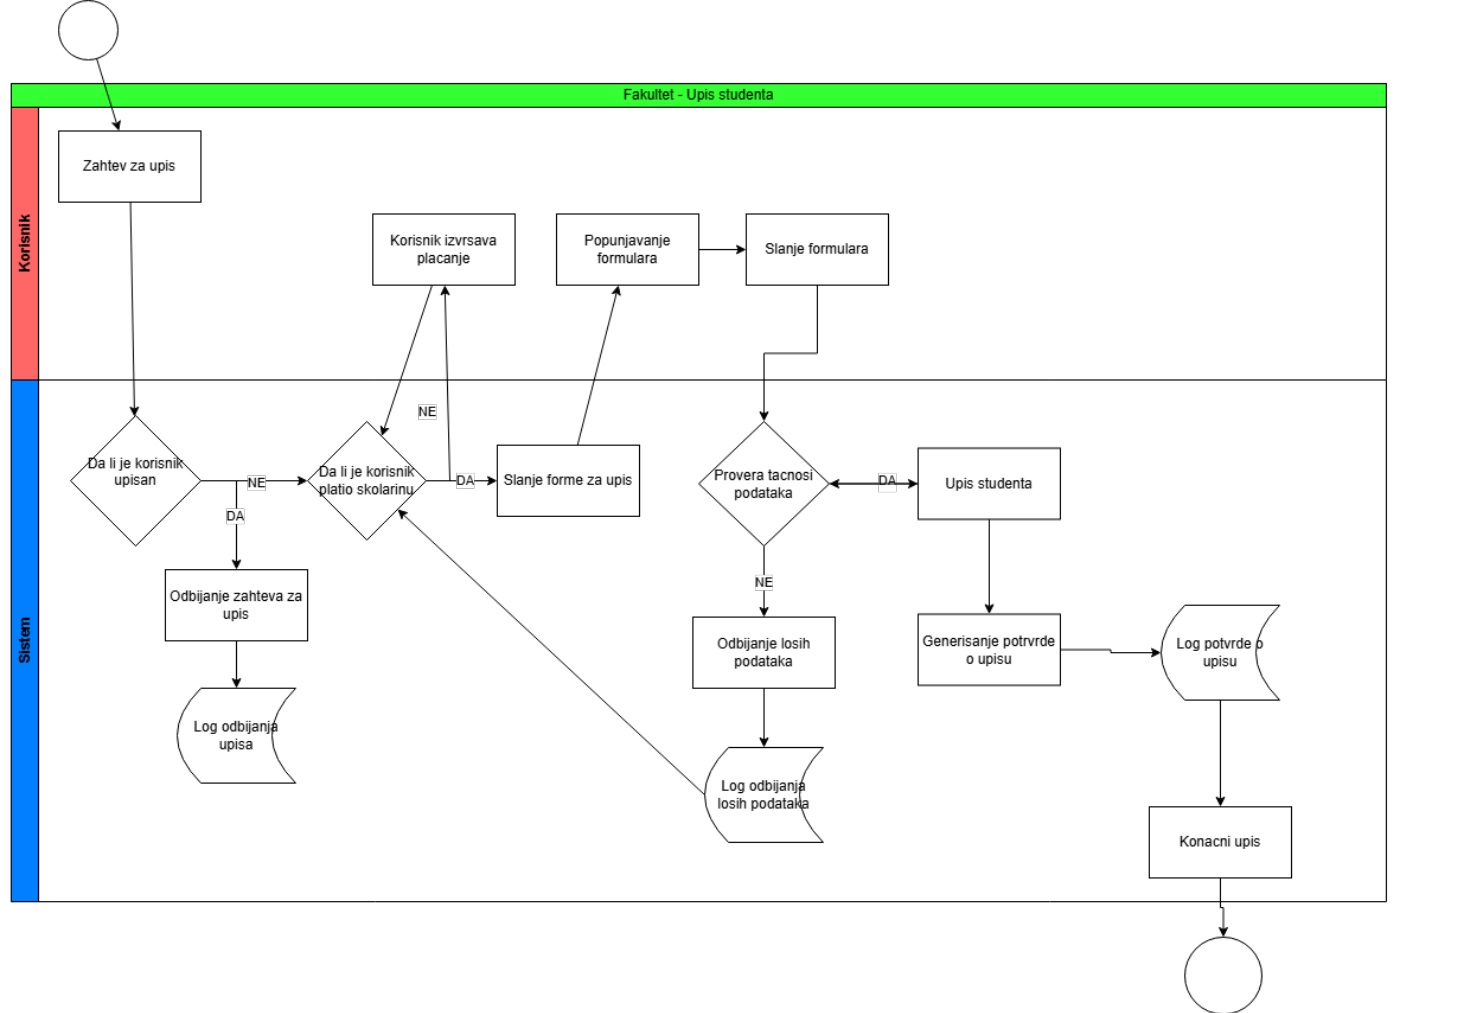 Fakultet - Upis studenta
Korisnik
Zahtev za upis
Korisnik izvrsava
placanje
Popunjavanje
formulara
Slanje formulara
Sistem
Da li je korisnik
upisan
NE
DA
Odbijanje zahteva za
upis
Log odbijanja
upisa
Da li je korisnik
platio skolarinu
NE
DA
Slanje forme za upis
Provera tacnosi
podataka
DA
NE
Upis studenta
Odbijanje losih
podataka
Log odbijanja
losih podataka
Generisanje potrvrde
o upisu
Log potvrde o
upisu
Konacni upis